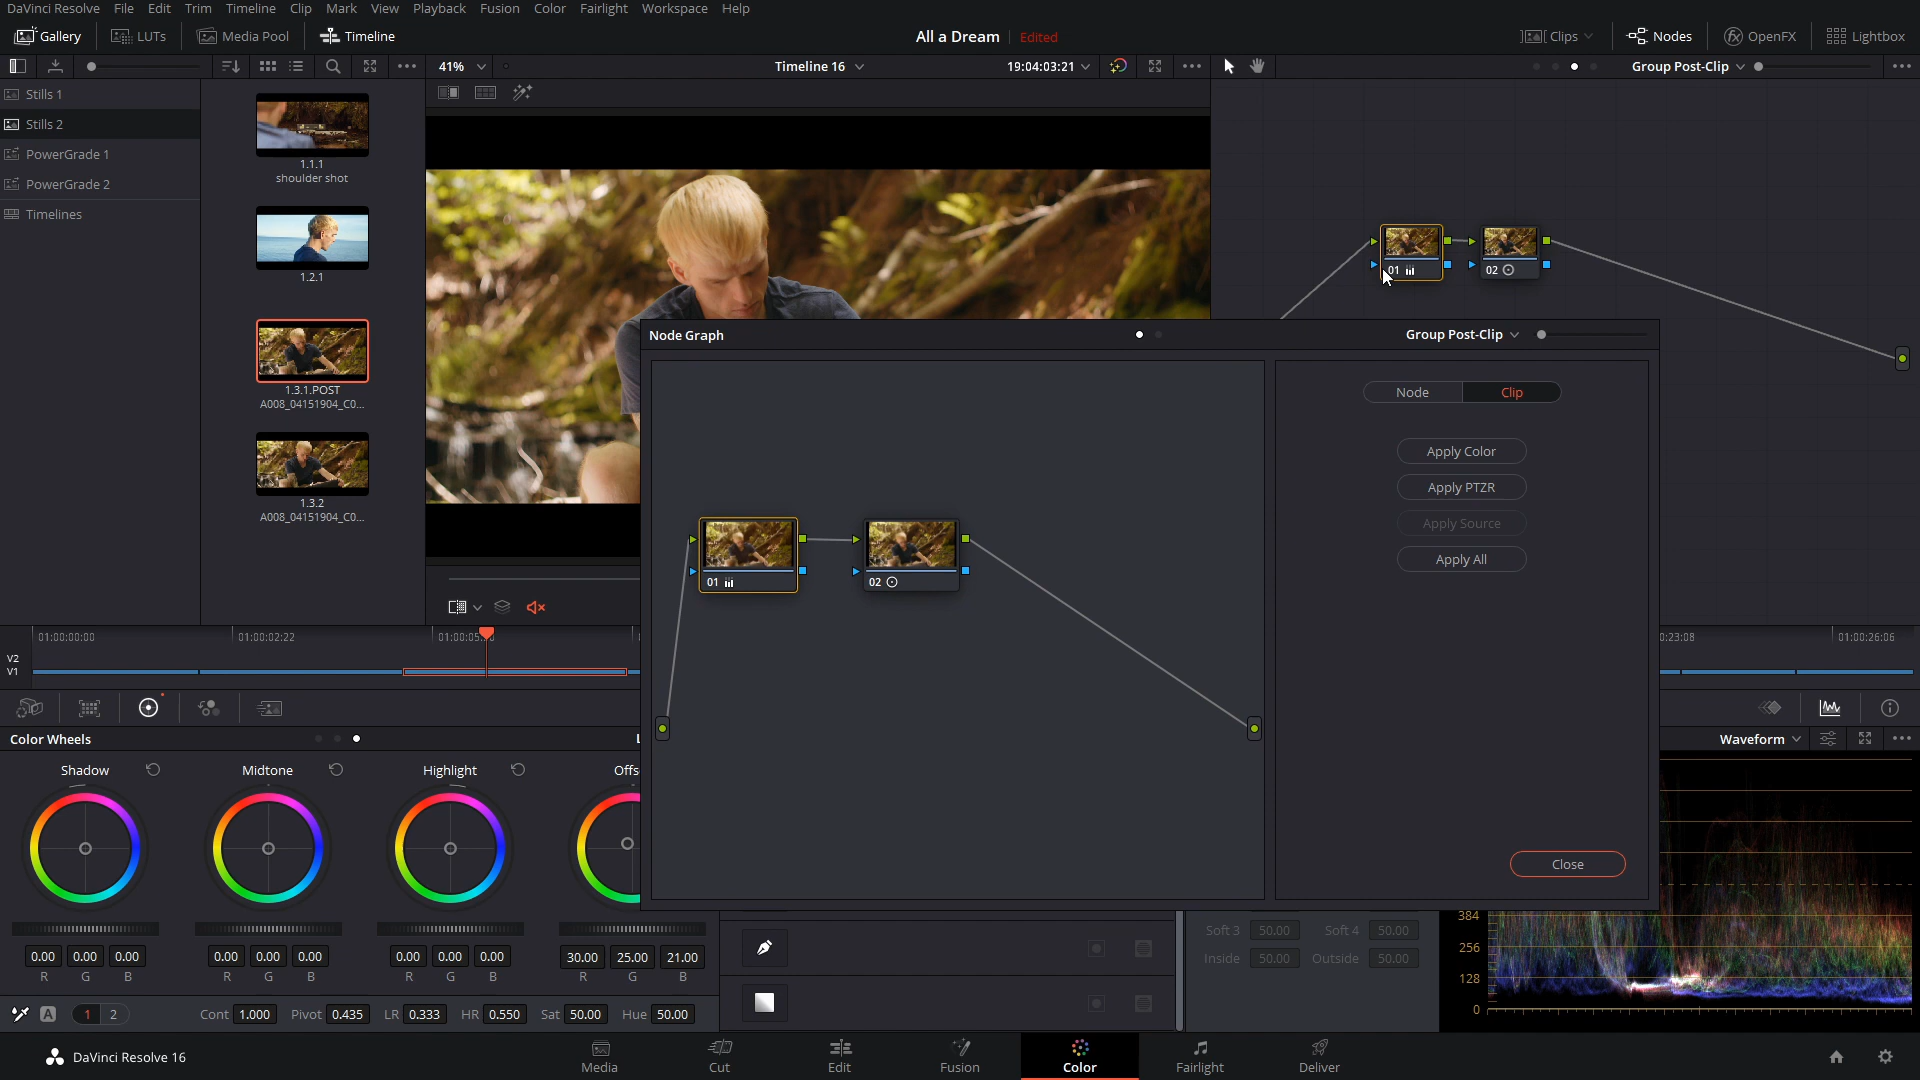 DaVinci Resolve File Edit Trim Timeline Clip Mark View Playback Fusion Color Fairlight Workspace Help
Gallery LUTs Media Pool Timeline All a Dream Edited Clips Nodes OpenFX Lightbox
41% Timeline 16 19:04:03:21 Group Post-Clip
Stills 1
Stills 2
PowerGrade 1
PowerGrade 2
Timelines
1.1.1
shoulder shot
1.2.1
1.3.1.POST
A008_04151904_C0...
1.3.2
A008_04151904_C0...
01 02
Node Graph Group Post-Clip
Node Clip
Apply Color
Apply PTZR
Apply Source
Apply All
01 02
Close
01:00:00:00 01:00:02:22 01:00:05: :23:08 01:00:26:06
V2
V1
Color Wheels Waveform
Shadow Midtone Highlight Offs
0.00 0.00 0.00 0.00 0.00 0.00 0.00 0.00 0.00 30.00 25.00 21.00
R G B R G B R G B R G B
A 1 2 Cont 1.000 Pivot 0.435 LR 0.333 HR 0.550 Sat 50.00 Hue 50.00
Soft 3 50.00 Soft 4 50.00
Inside 50.00 Outside 50.00
384
256
128
0
DaVinci Resolve 16 Media Cut Edit Fusion Color Fairlight Deliver